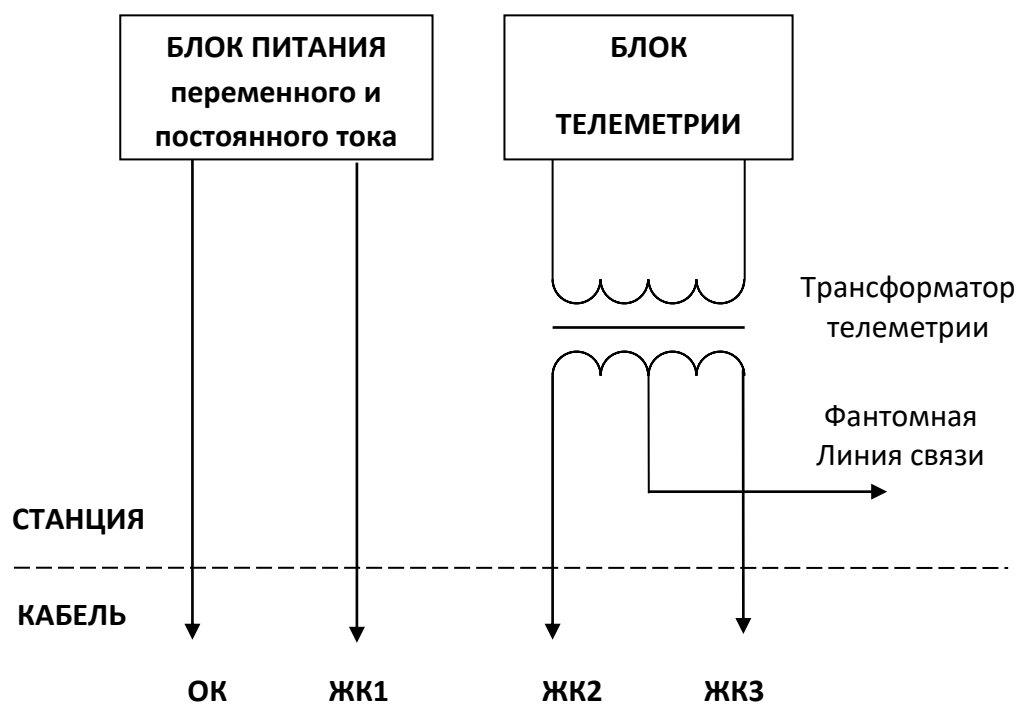 БЛОК ПИТАНИЯ
переменного и
постоянного тока
БЛОК
ТЕЛЕМЕТРИИ
Трансформатор
телеметрии
Фантомная
Линия связи
СТАНЦИЯ
КАБЕЛЬ
ОК
ЖК1
ЖК2
ЖК3